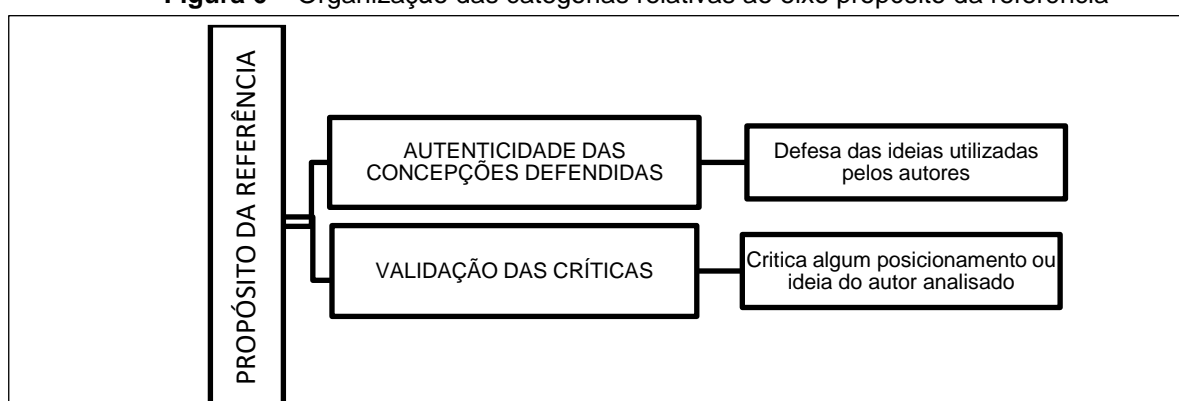 PROPÓSITO DA REFERÊNCIA
AUTENTICIDADE DAS
CONCEPÇÕES DEFENDIDAS
Defesa das ideias utilizadas
pelos autores
VALIDAÇÃO DAS CRÍTICAS
Critica algum posicionamento ou
ideia do autor analisado